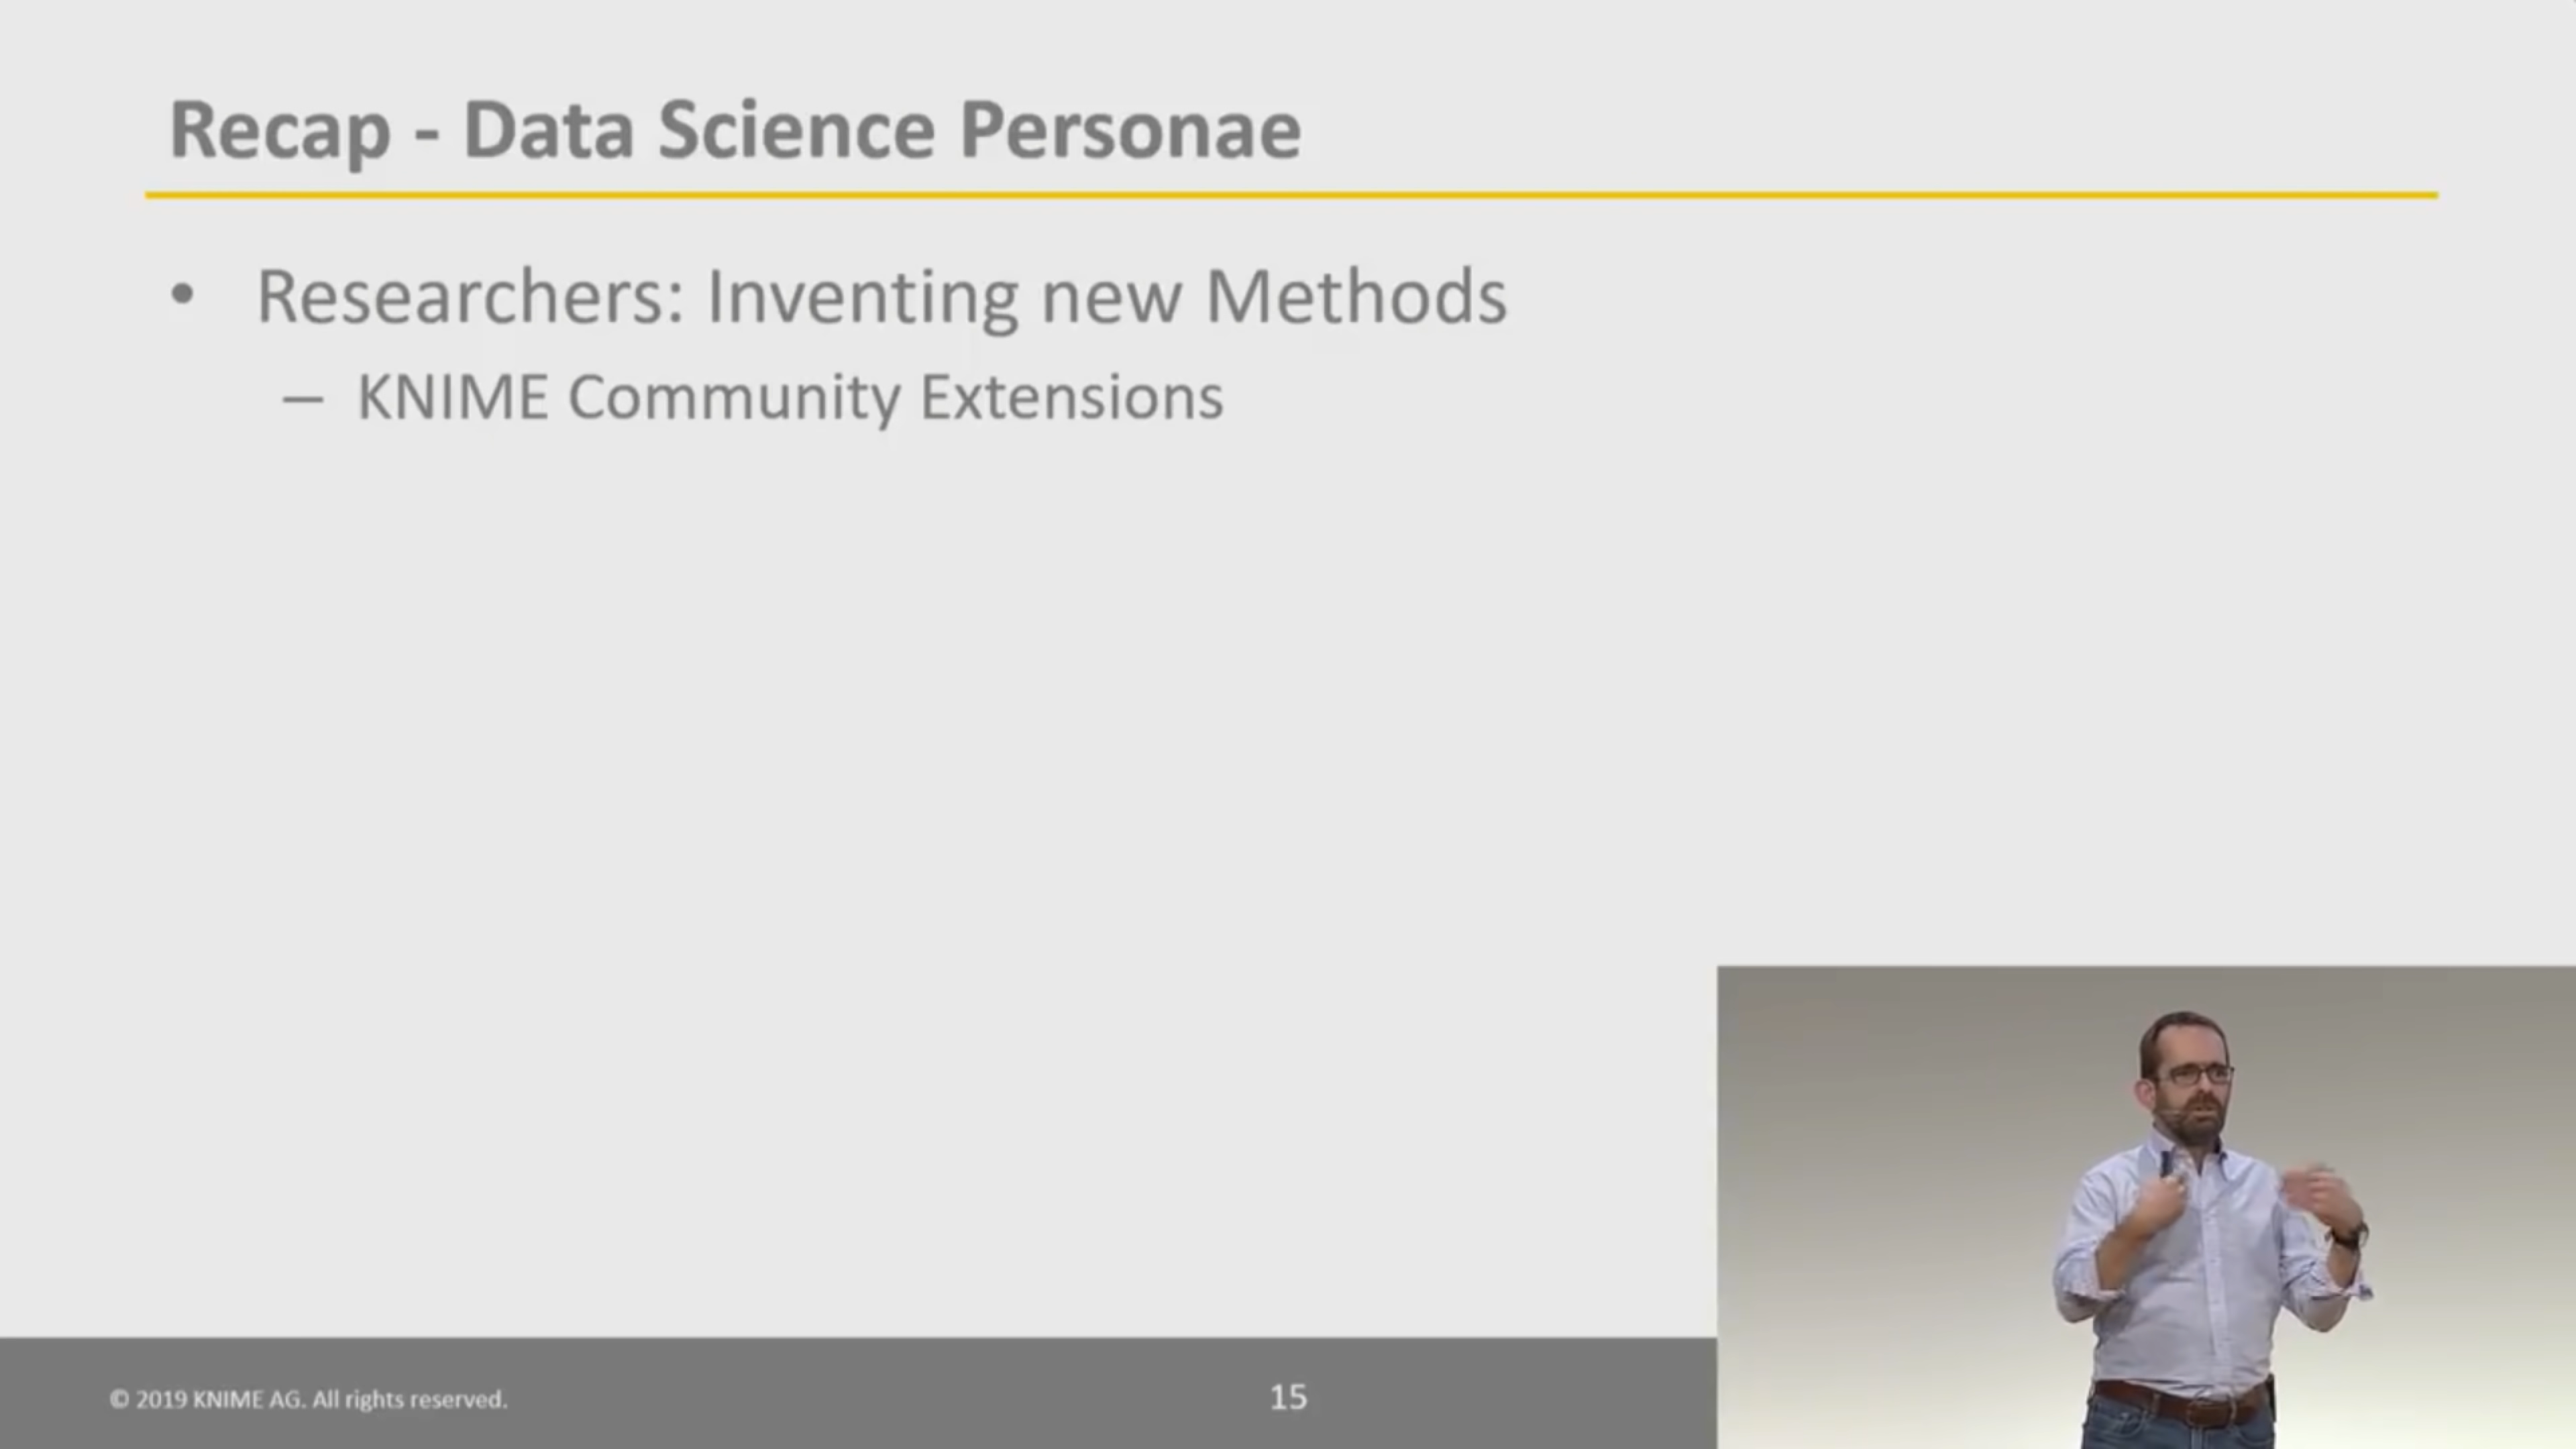 Recap - Data Science Personae
• Researchers: Inventing new Methods
– KNIME Community Extensions
© 2019 KNIME AG. All rights reserved.
15